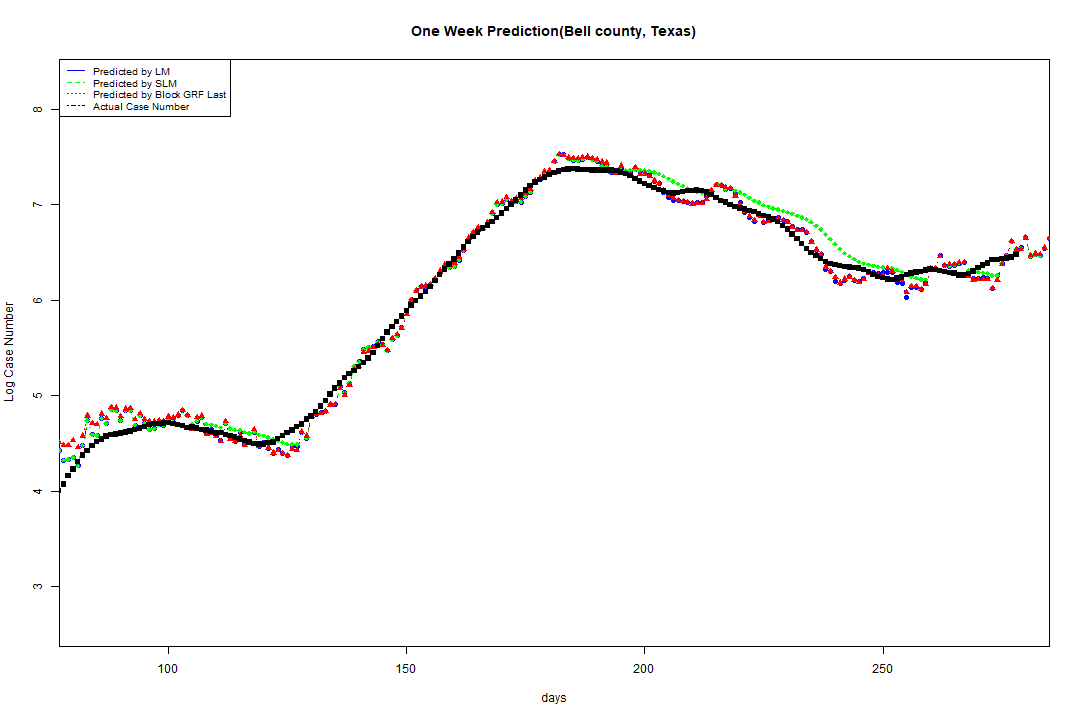 One Week Prediction(Bell county, Texas)
Predicted by LM
Predicted by SLM
Predicted by Block GRF Last
Actual Case Number
8
7
6
5
4
3
Log Case Number
100
150
200
250
days